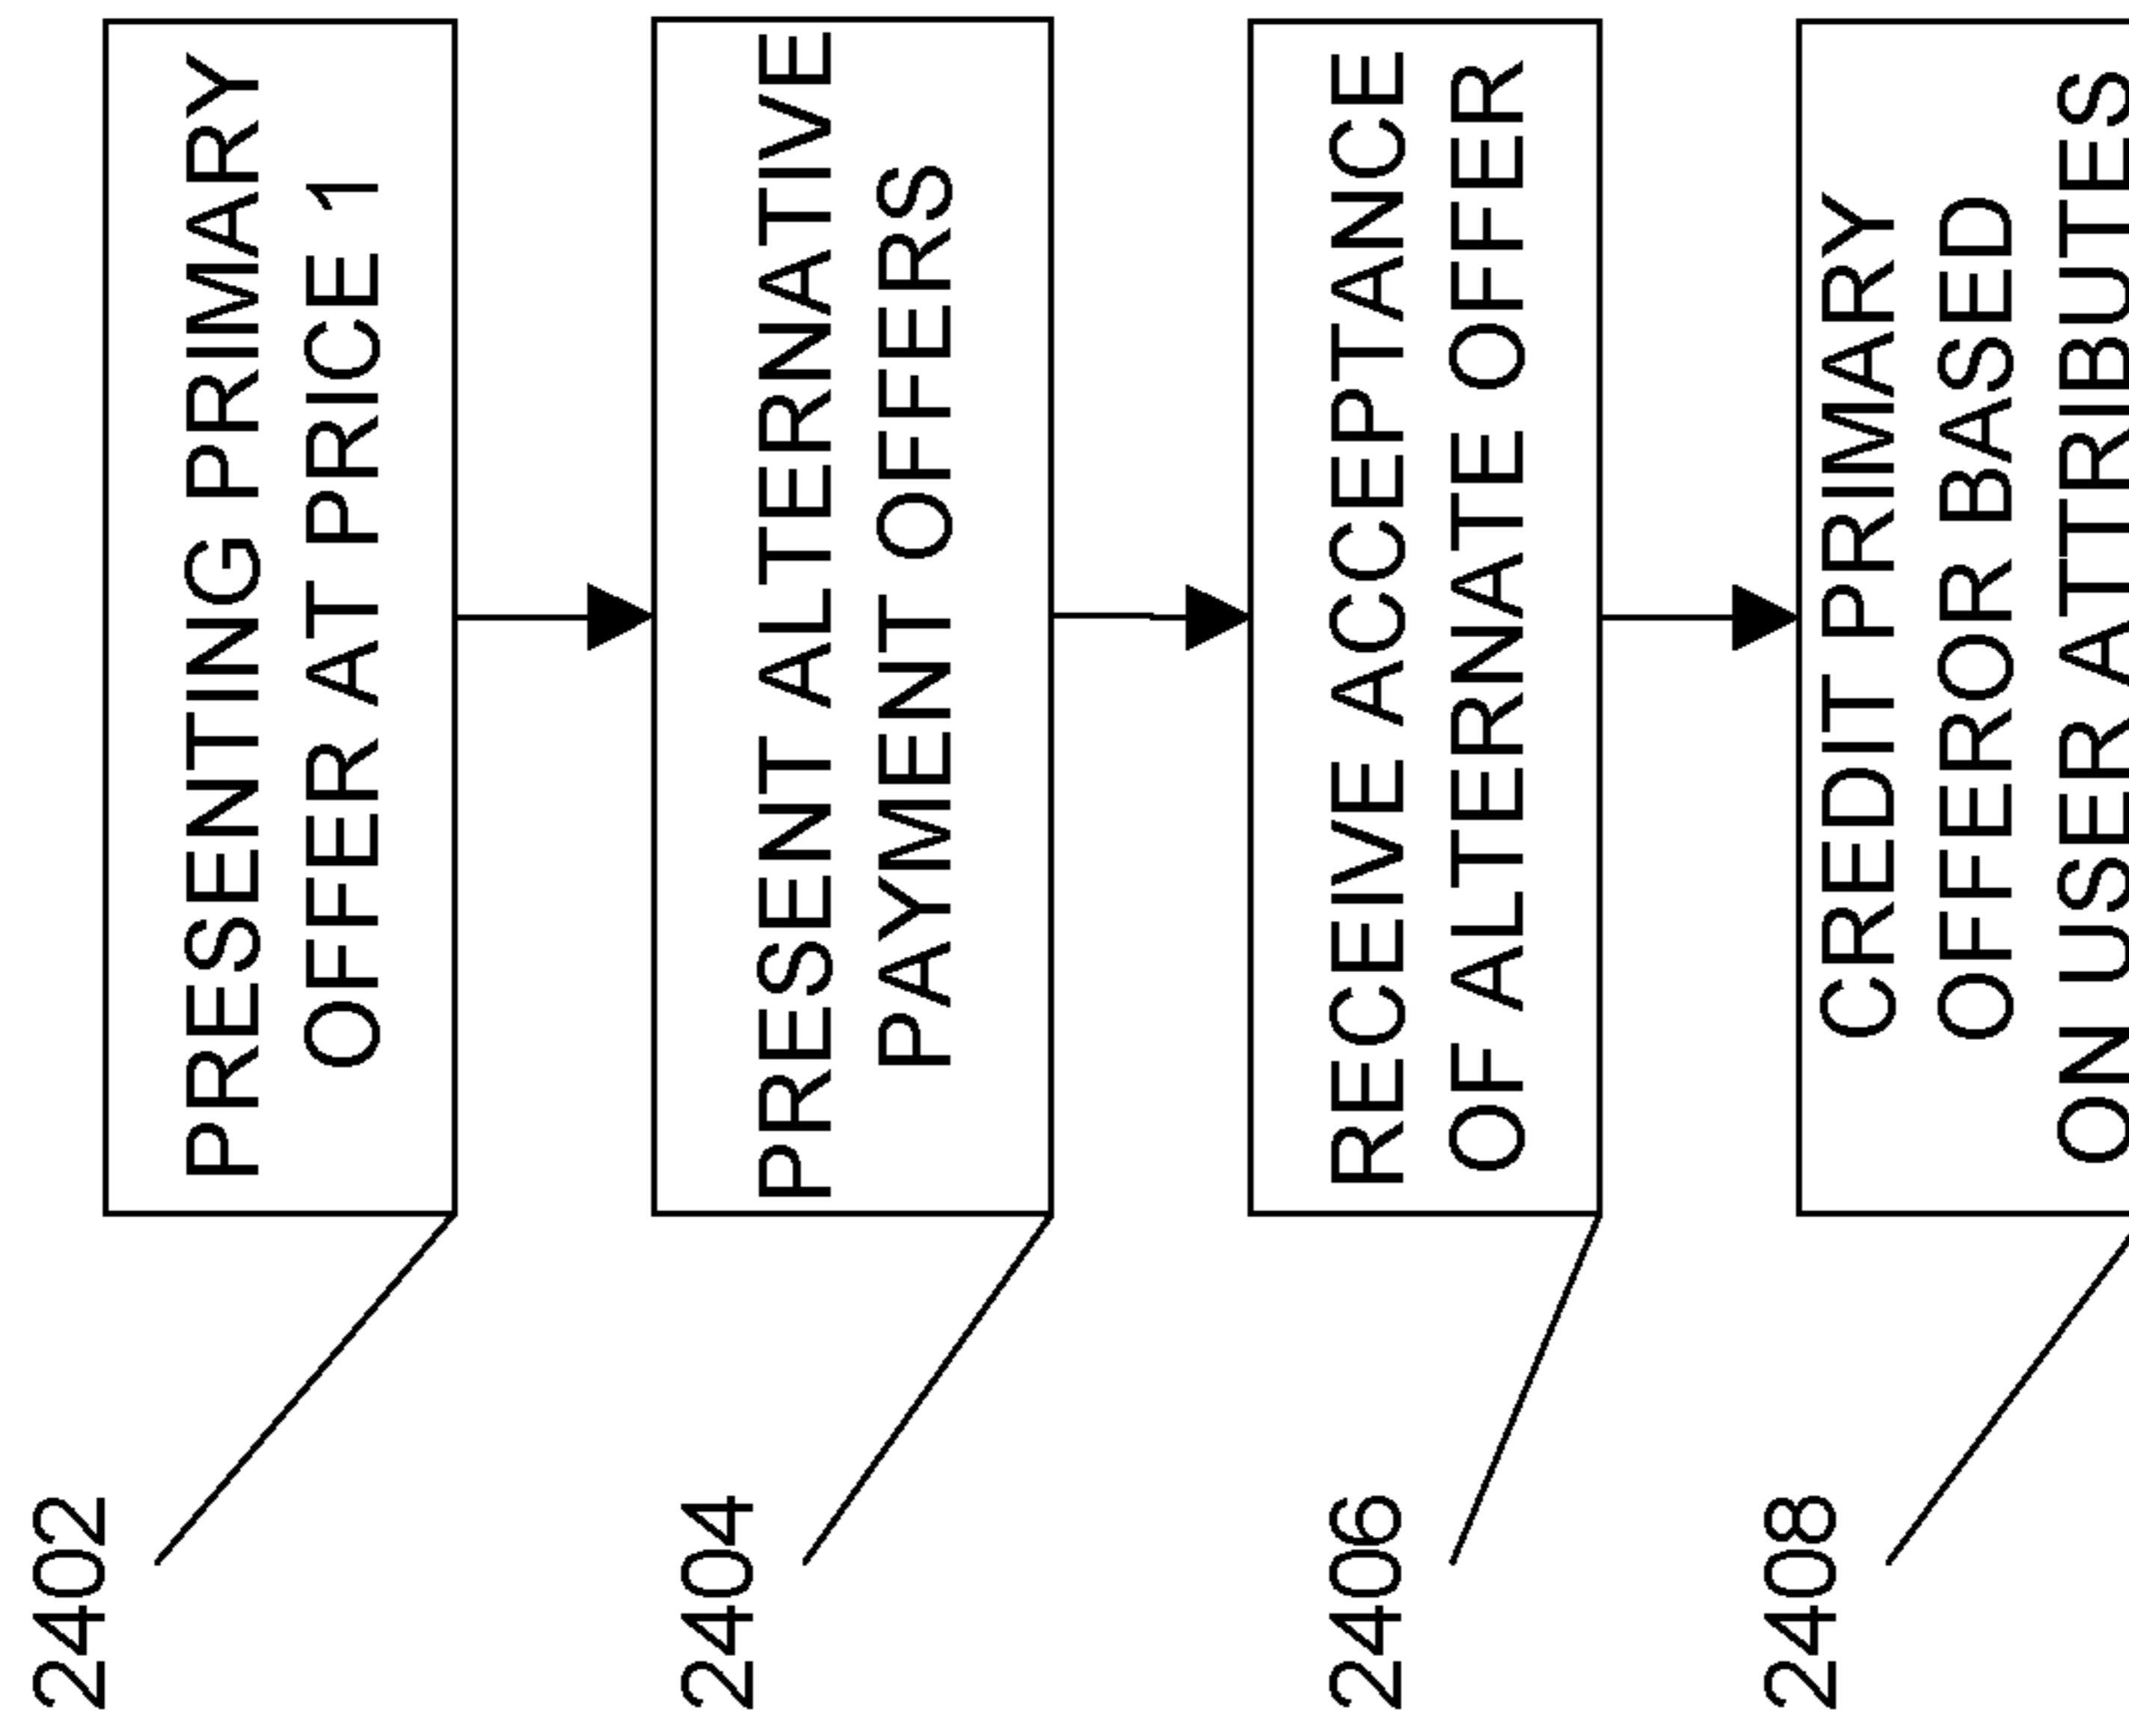 2402
PRESENTING PRIMARY
OFFER AT PRICE 1
2404
PRESENT ALTERNATIVE
PAYMENT OFFERS
2406
RECEIVE ACCEPTANCE
OF ALTERNATE OFFER
2408
CREDIT PRIMARY
OFFEROR BASED
ON USER ATTRIBUTES